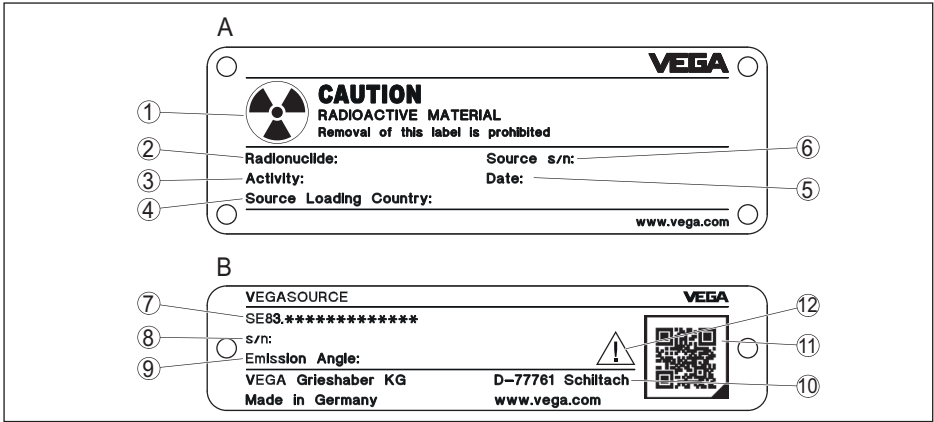 A
VEGA
CAUTION
RADIOACTIVE MATERIAL
Removal of this label is prohibited
1
2 Radionuclide: Source s/n: 6
3 Activity: Date: 5
4 Source Loading Country:
www.vega.com
B
7 VEGASOURCE VEGA 12
SE83.*************
8 s/n: 11
9 Emission Angle:
VEGA Grieshaber KG D-77761 Schiltach 10
Made in Germany www.vega.com